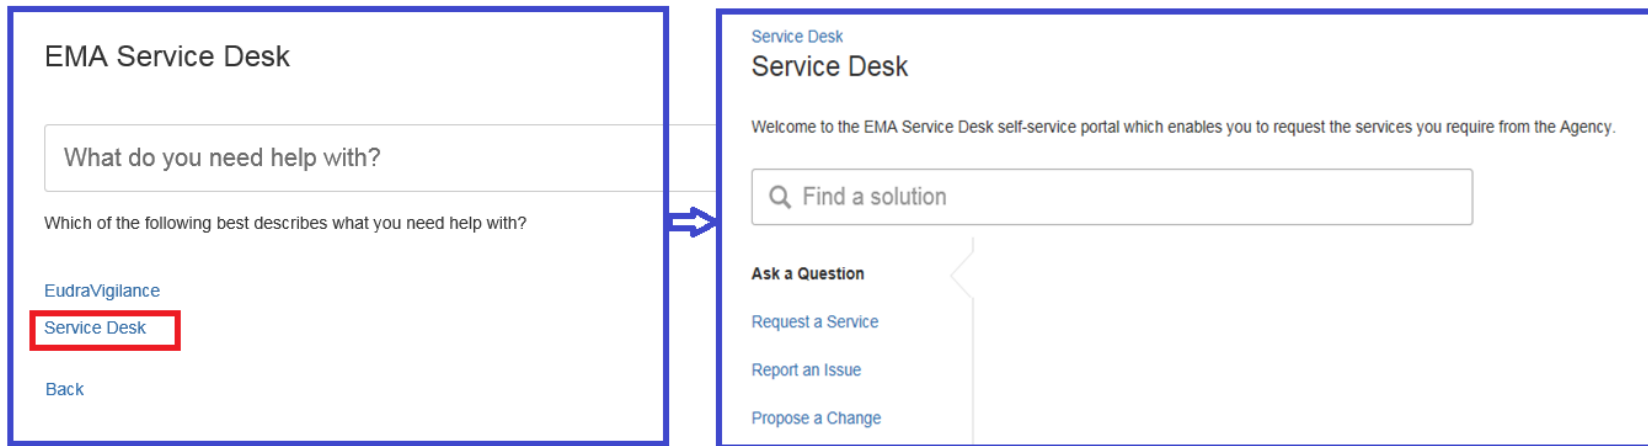 EMA Service Desk
What do you need help with?
Which of the following best describes what you need help with?
EudraVigilance
Service Desk
Back
Service Desk
Service Desk
Welcome to the EMA Service Desk self-service portal which enables you to request the services you require from the Agency.
Find a solution
Ask a Question
Request a Service
Report an Issue
Propose a Change